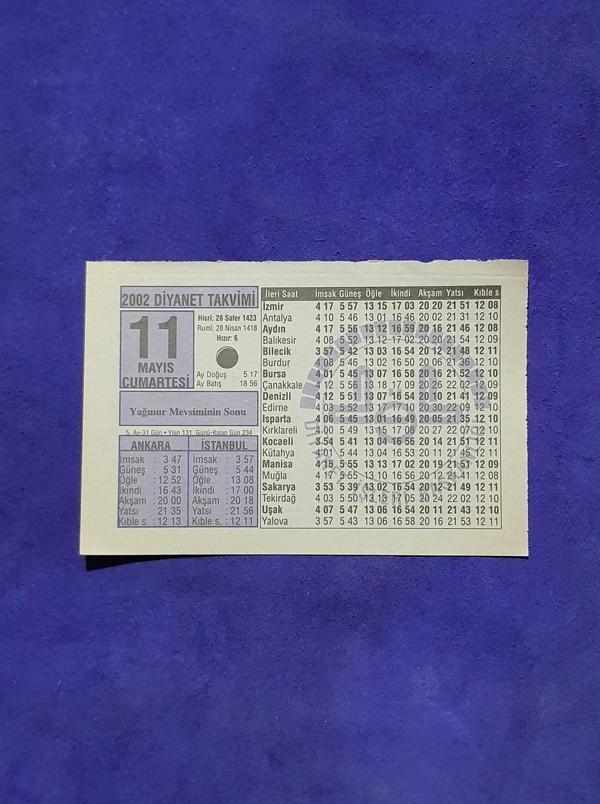 2002 DİYANET TAKVİMİ
11
MAYIS
CUMARTESİ
Hicrî: 28 Safer 1423
Rumî: 28 Nisan 1418
Hızır: 6
Ay Doğuş : 5 17
Ay Batış : 18 56
Yağmur Mevsiminin Sonu
5. Ay-31 Gün • Yılın 131. Günü-Kalan Gün 234
ANKARA
İmsak : 3 47
Güneş : 5 31
Öğle : 12 52
İkindi : 16 43
Akşam : 20 00
Yatsı : 21 35
Kıble s. : 12 13
İSTANBUL
İmsak : 3 57
Güneş : 5 44
Öğle : 13 08
İkindi : 17 00
Akşam : 20 18
Yatsı : 21 56
Kıble s. : 12 11
İleri Saat İmsak Güneş Öğle İkindi Akşam Yatsı Kıble s
İzmir 4 17 5 57 13 15 17 03 20 20 21 51 12 08
Antalya 4 10 5 46 13 01 16 46 20 02 21 31 12 10
Aydın 4 17 5 56 13 12 16 59 20 16 21 46 12 08
Balıkesir 4 08 5 52 13 12 17 02 20 20 21 54 12 09
Bilecik 3 57 5 42 13 03 16 54 20 12 21 48 12 11
Burdur 4 08 5 46 13 03 16 50 20 06 21 36 12 10
Bursa 4 01 5 45 13 07 16 58 20 16 21 52 12 10
Çanakkale 4 12 5 56 13 18 17 09 20 26 22 02 12 09
Denizli 4 12 5 51 13 07 16 54 20 10 21 41 12 09
Edirne 4 03 5 52 13 17 17 10 20 30 22 09
Isparta 4 06 5 45 13 01 16 49 20 05 21 35 12 10
Kırklareli 4 00 5 49 13 15 17 08 20 27 22 07 12 10
Kocaeli 3 54 5 41 13 04 16 56 20 14 21 51 12 11
Kütahya 4 01 5 44 13 04 16 54 20 11 21 45 12 11
Manisa 4 15 5 55 13 13 17 02 20 19 21 51 12 09
Muğla 4 17 5 55 13 10 16 56 20 12 21 41
Sakarya 3 53 5 39 13 02 16 54 20 12 21 49 12 11
Tekirdağ 4 03 5 50 13 13 17 05 20 24 22 02 12 10
Uşak 4 07 5 47 13 06 16 54 20 11 21 43 12 10
Yalova 3 57 5 43 13 06 16 58 20 16 21 53 12 11